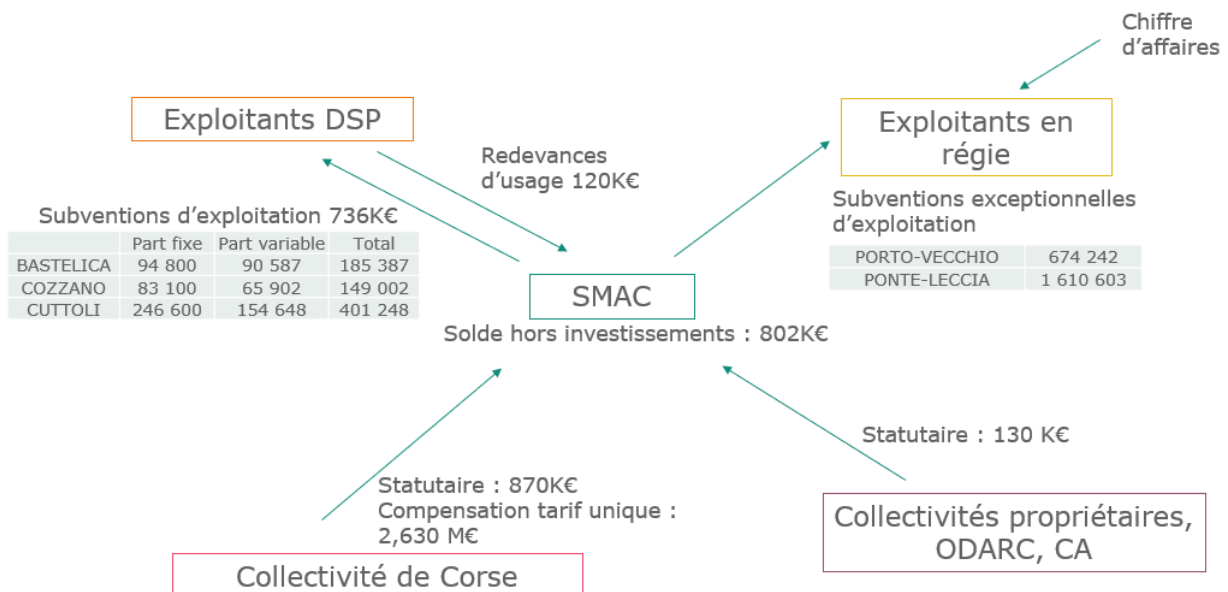 Chiffre
d'affaires
Exploitants DSP
Exploitants en
régie
Redevances
d'usage 120K€
Subventions d'exploitation 736K€
Part fixe Part variable Total
BASTELICA 94 800 90 587 185 387
COZZANO 83 100 65 902 149 002
CUTTOLI 246 600 154 648 401 248
Subventions exceptionnelles
d'exploitation
PORTO-VECCHIO 674 242
PONTE-LECCIA 1 610 603
SMAC
Solde hors investissements : 802K€
Statutaire : 130 K€
Statutaire : 870K€
Compensation tarif unique :
2,630 M€
Collectivités propriétaires,
ODARC, CA
Collectivité de Corse